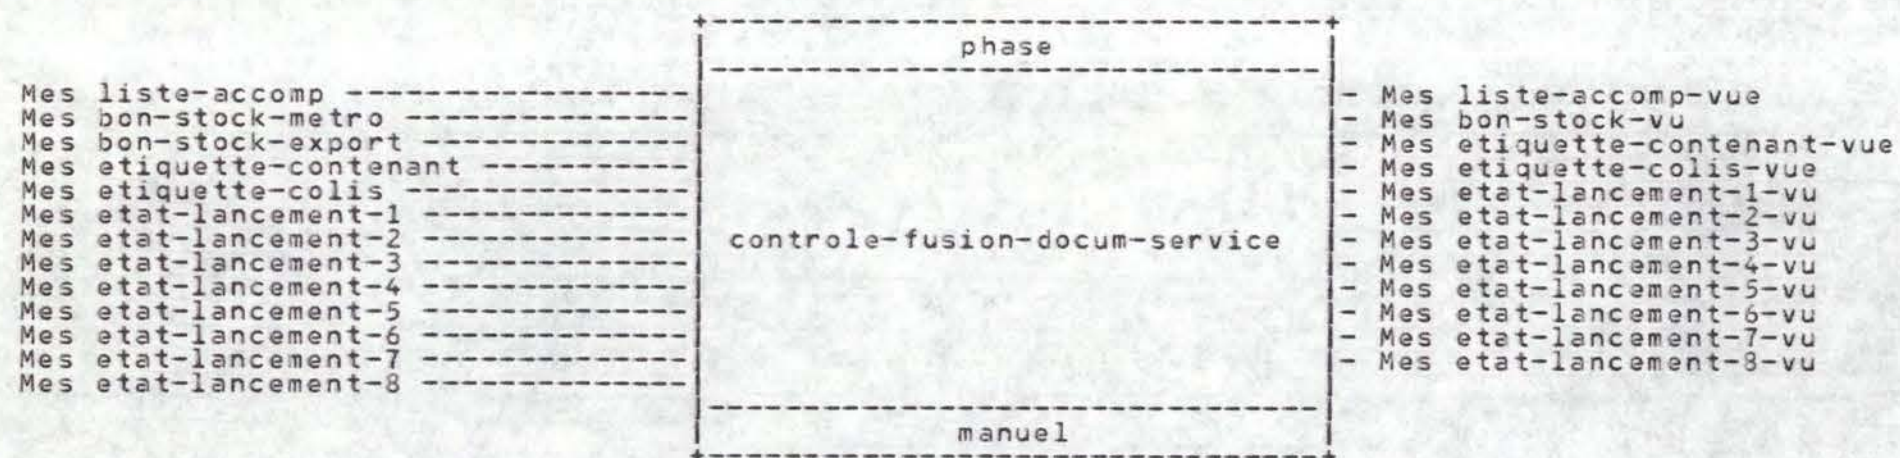 phase
Mes liste-accomp
Mes bon-stock-metro
Mes bon-stock-export
Mes etiquette-contenant
Mes etiquette-colis
Mes etat-lancement-1
Mes etat-lancement-2
Mes etat-lancement-3
Mes etat-lancement-4
Mes etat-lancement-5
Mes etat-lancement-6
Mes etat-lancement-7
Mes etat-lancement-8
controle-fusion-docum-service
Mes liste-accomp-vue
Mes bon-stock-vu
Mes etiquette-contenant-vue
Mes etiquette-colis-vue
Mes etat-lancement-1-vu
Mes etat-lancement-2-vu
Mes etat-lancement-3-vu
Mes etat-lancement-4-vu
Mes etat-lancement-5-vu
Mes etat-lancement-6-vu
Mes etat-lancement-7-vu
Mes etat-lancement-8-vu
manuel